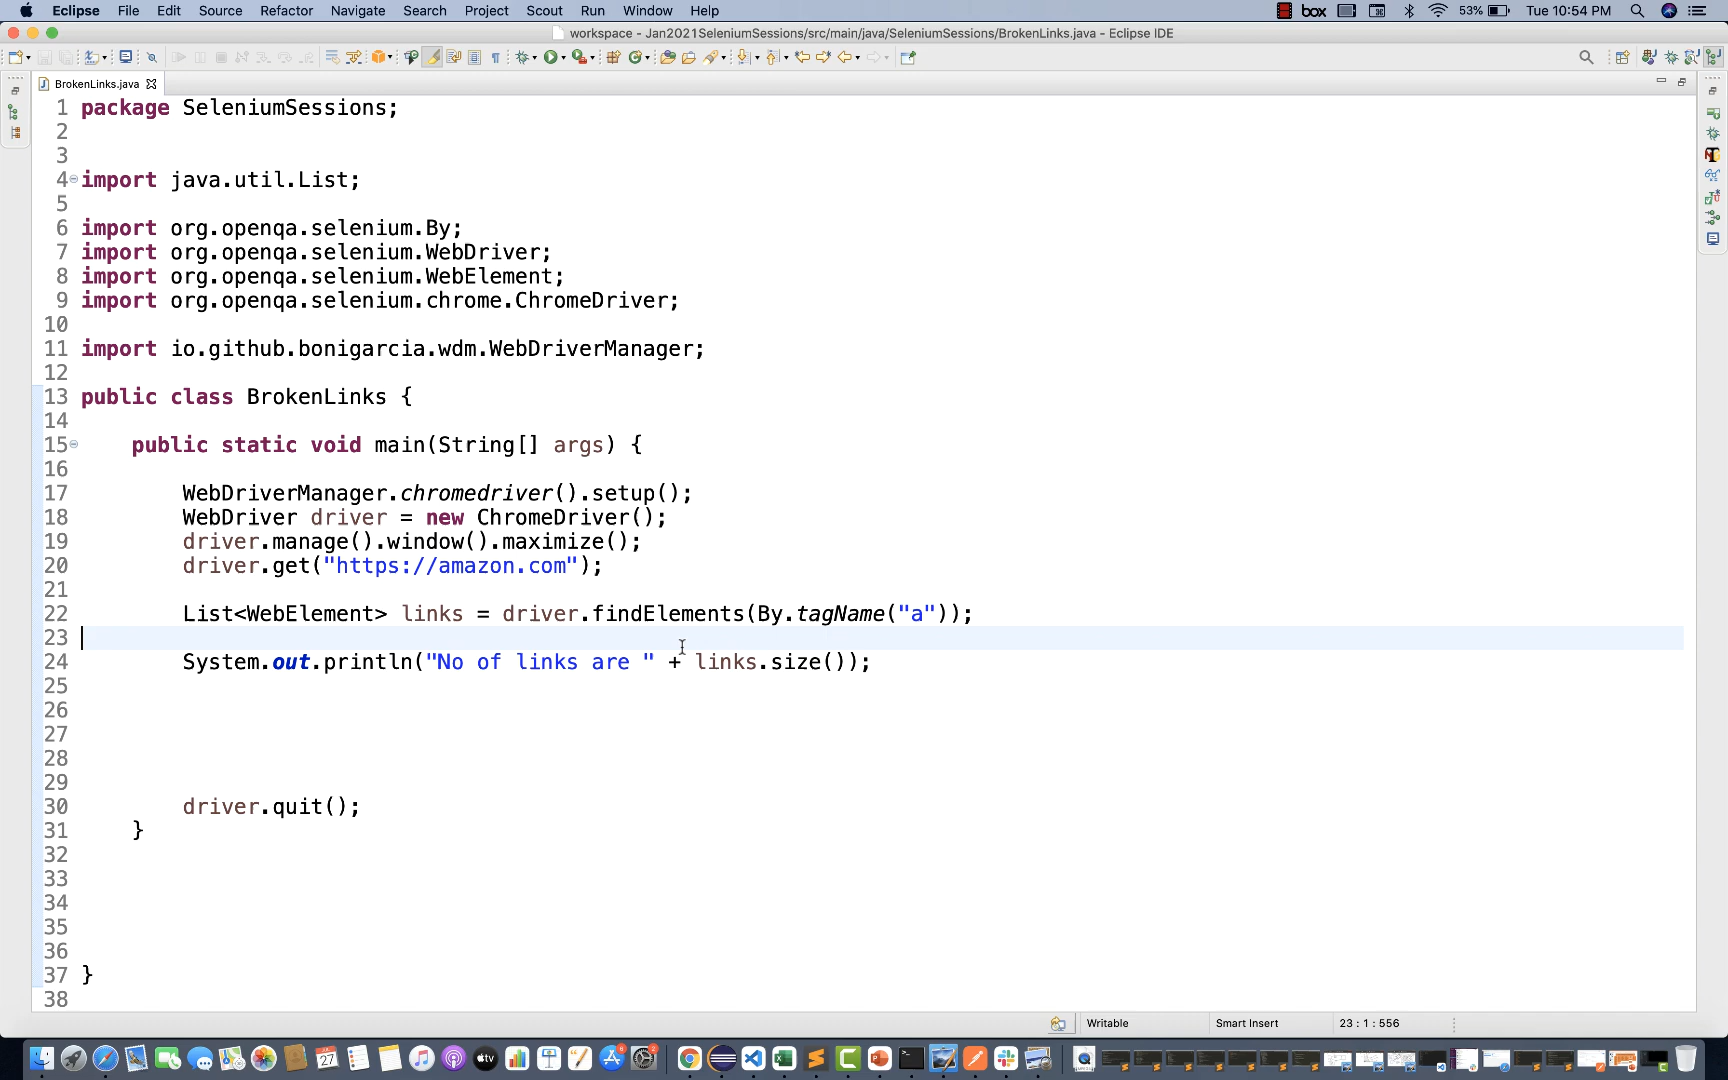 Eclipse File Edit Source Refactor Navigate Search Project Scout Run Window Help box 53% Tue 10:54 PM
workspace - Jan2021SeleniumSessions/src/main/java/SeleniumSessions/BrokenLinks.java - Eclipse IDE
BrokenLinks.java
1 package SeleniumSessions;
2
3
4 import java.util.List;
5
6 import org.openqa.selenium.By;
7 import org.openqa.selenium.WebDriver;
8 import org.openqa.selenium.WebElement;
9 import org.openqa.selenium.chrome.ChromeDriver;
10
11 import io.github.bonigarcia.wdm.WebDriverManager;
12
13 public class BrokenLinks {
14
15 public static void main(String[] args) {
16
17 WebDriverManager.chromedriver().setup();
18 WebDriver driver = new ChromeDriver();
19 driver.manage().window().maximize();
20 driver.get("https://amazon.com");
21
22 List<WebElement> links = driver.findElements(By.tagName("a"));
23
24 System.out.println("No of links are " + links.size());
25
26
27
28
29
30 driver.quit();
31 }
32
33
34
35
36
37 }
38
Writable Smart Insert 23 : 1 : 556